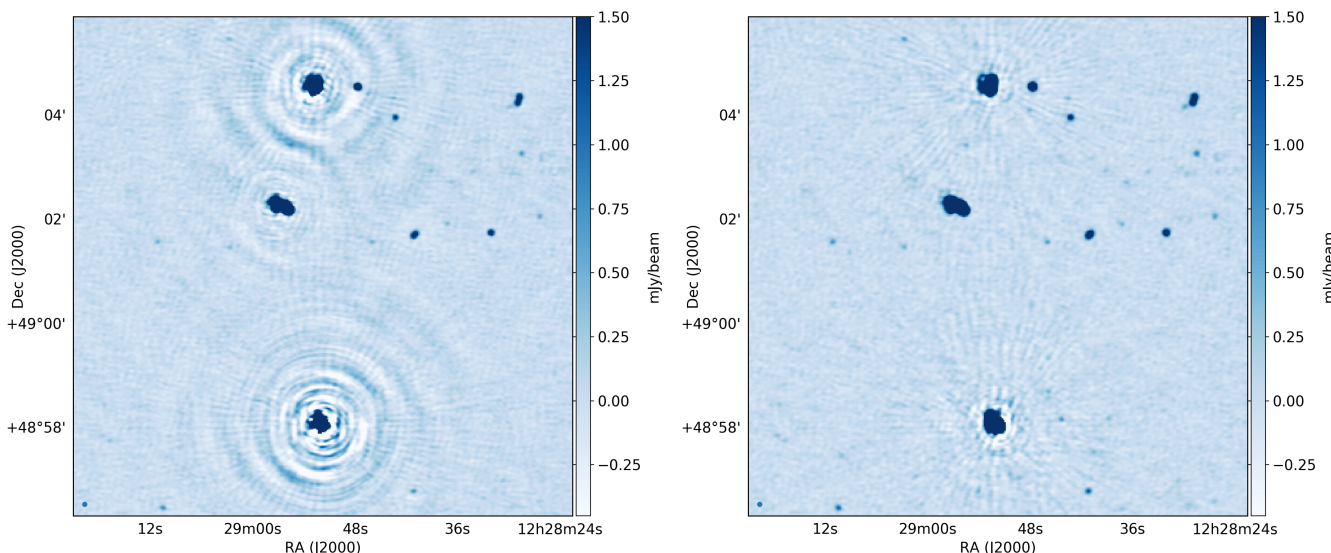 1.50
1.25
1.00
0.75
0.50
0.25
0.00
−0.25
mJy/beam
04'
02'
+49°00'
+48°58'
Dec (J2000)
12s
29m00s
48s
36s
12h28m24s
RA (J2000)
1.50
1.25
1.00
0.75
0.50
0.25
0.00
−0.25
mJy/beam
04'
02'
+49°00'
+48°58'
Dec (J2000)
12s
29m00s
48s
36s
12h28m24s
RA (J2000)